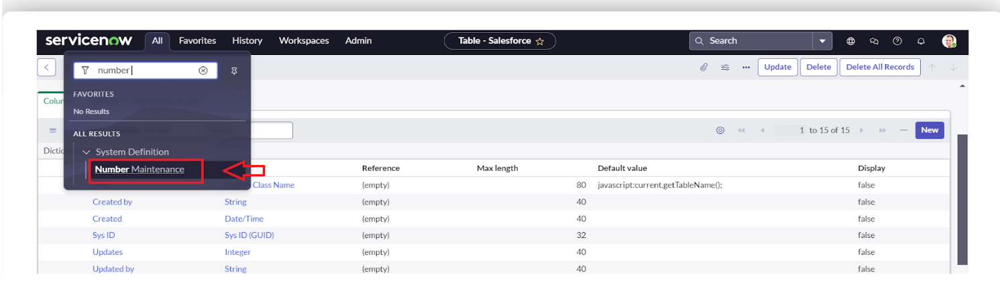 servicenow All Favorites History Workspaces Admin Table - Salesforce Search
number Update Delete Delete All Records
FAVORITES
Colu
No Results
ALL RESULTS 1 to 15 of 15 New
Dictio System Definition
Number Maintenance Reference Max length Default value Display
Class Name (empty) 80 javascript:current.getTableName(); false
Created by String (empty) 40 false
Created Date/Time (empty) 40 false
Sys ID Sys ID (GUID) (empty) 32 false
Updates Integer (empty) 40 false
Updated by String (empty) 40 false